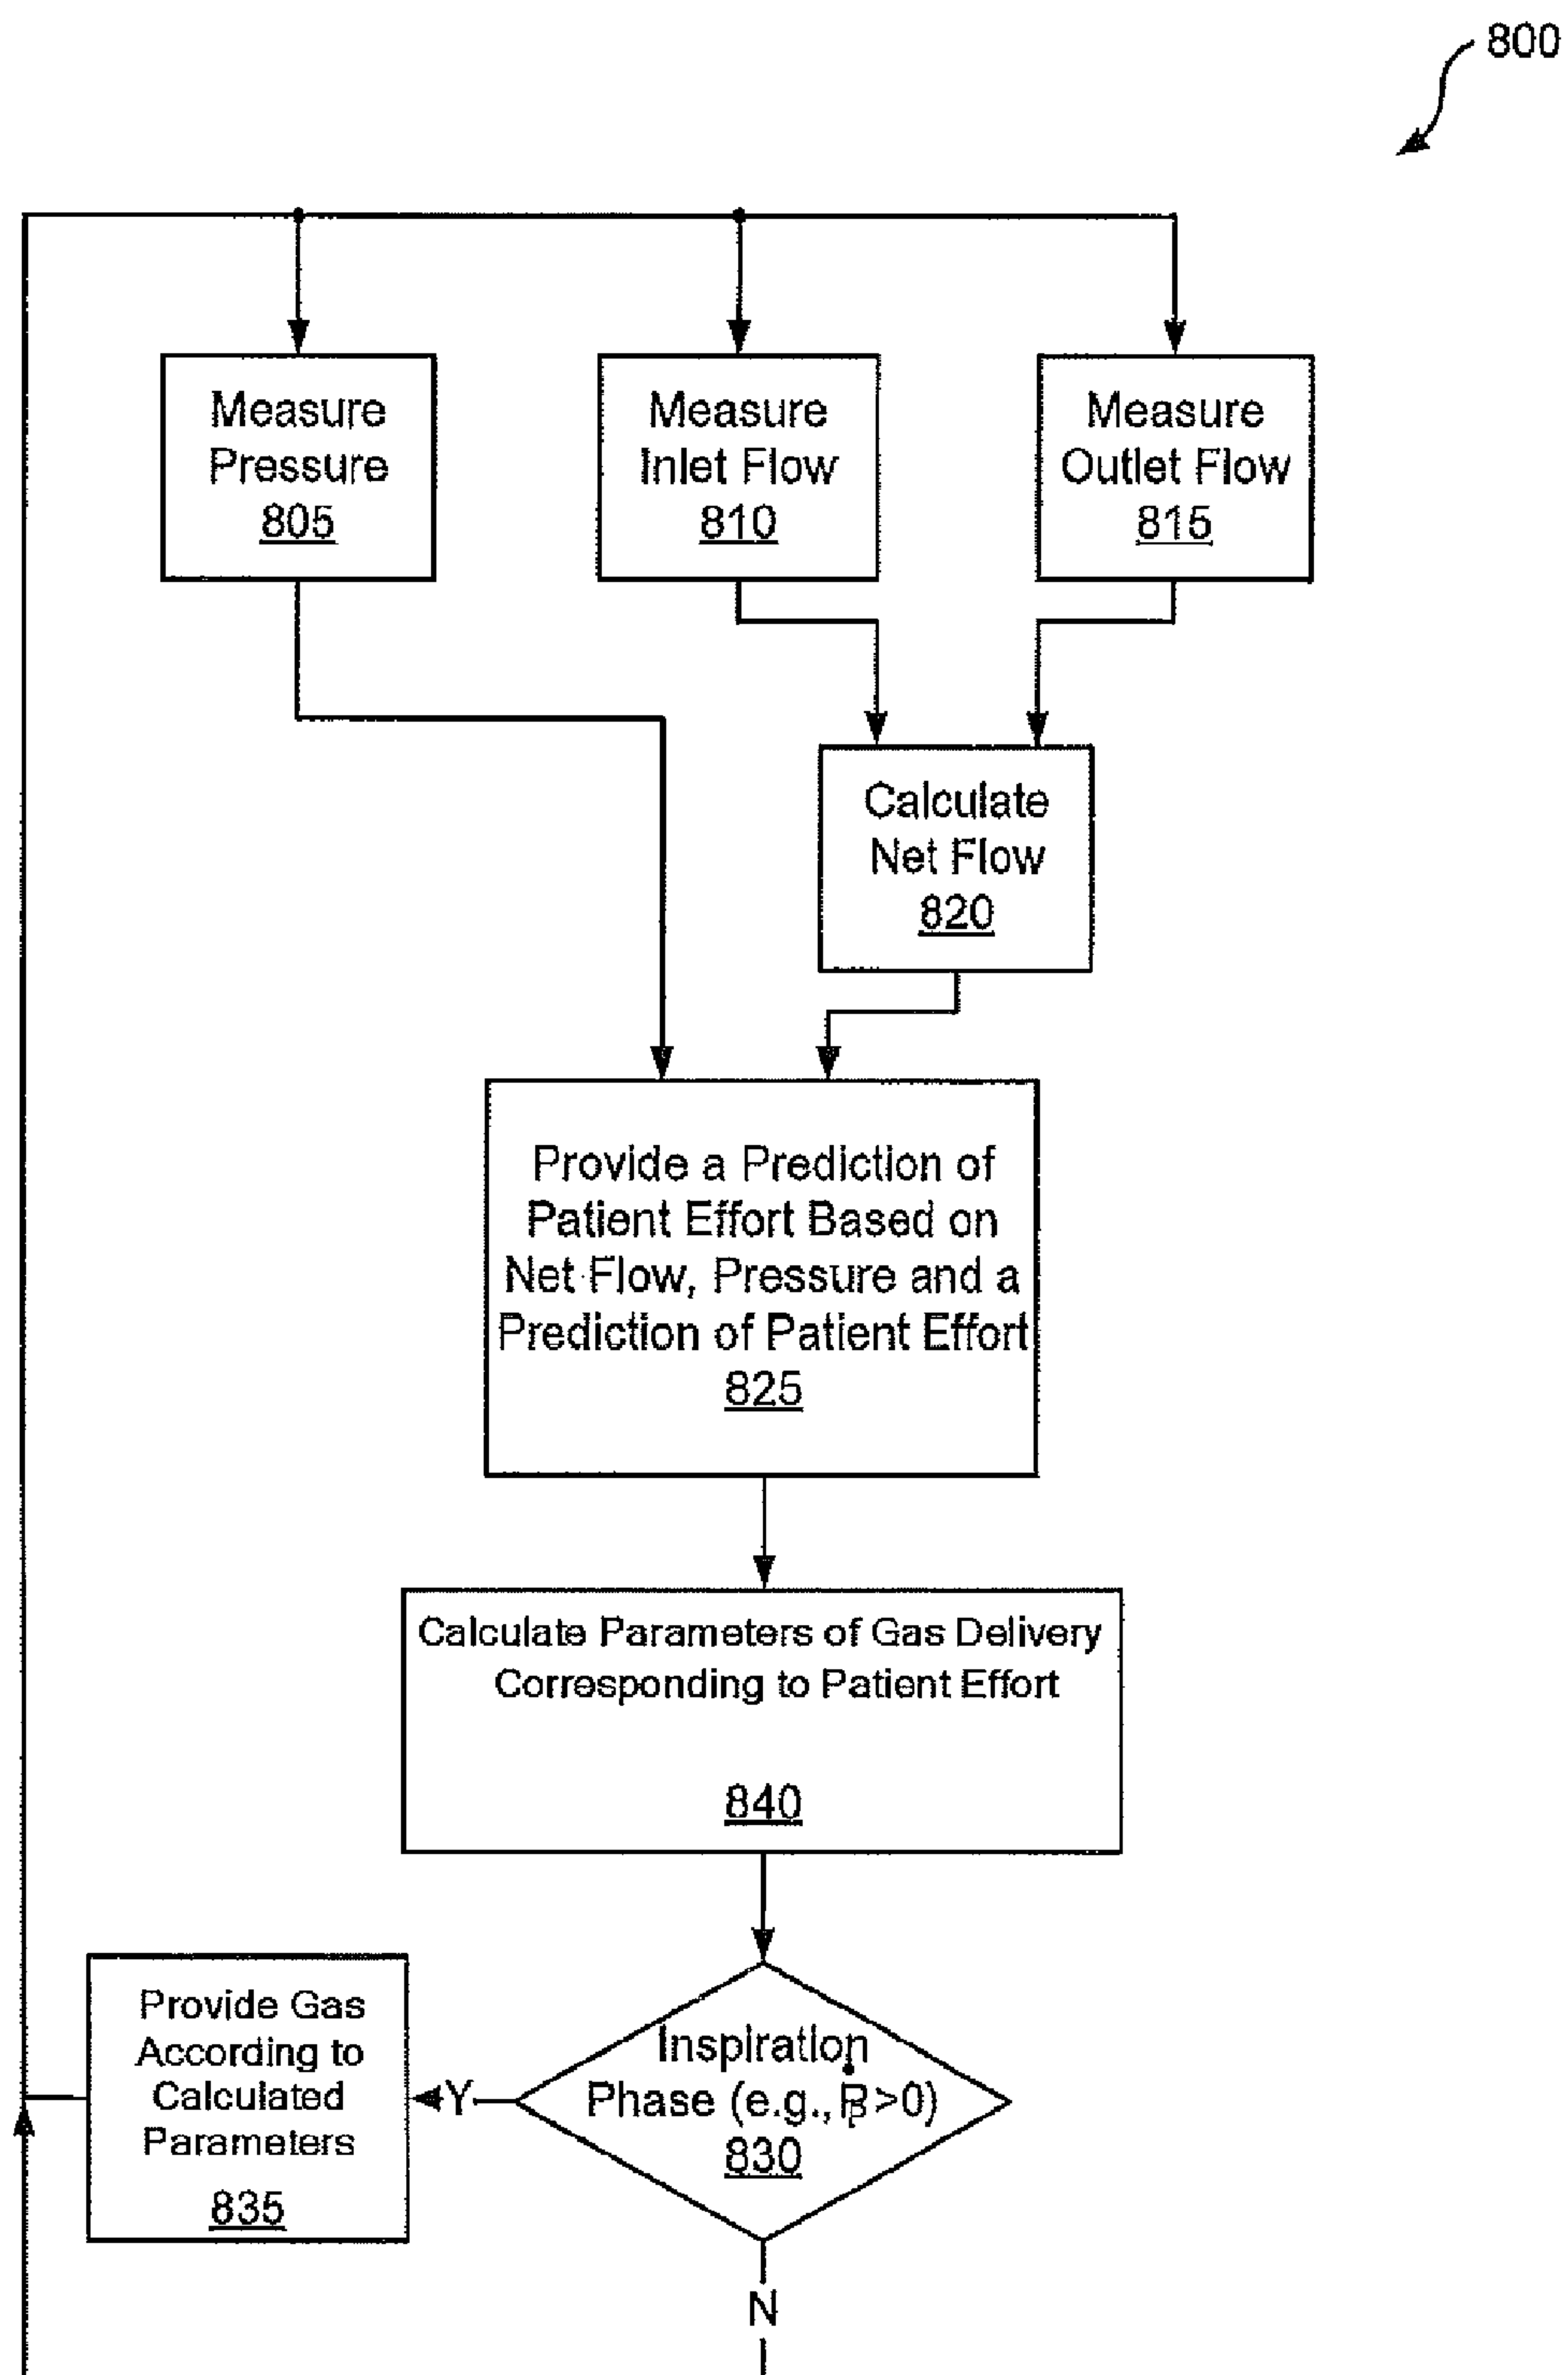 800
Measure
Pressure
805
Measure
Inlet Flow
810
Measure
Outlet Flow
815
Calculate
Net Flow
820
Provide a Prediction of
Patient Effort Based on
Net Flow, Pressure and a
Prediction of Patient Effort
825
Calculate Parameters of Gas Delivery
Corresponding to Patient Effort
840
Inspiration
Phase (e.g., >0)
830
Y
Provide Gas
According to
Calculated
Parameters
835
N